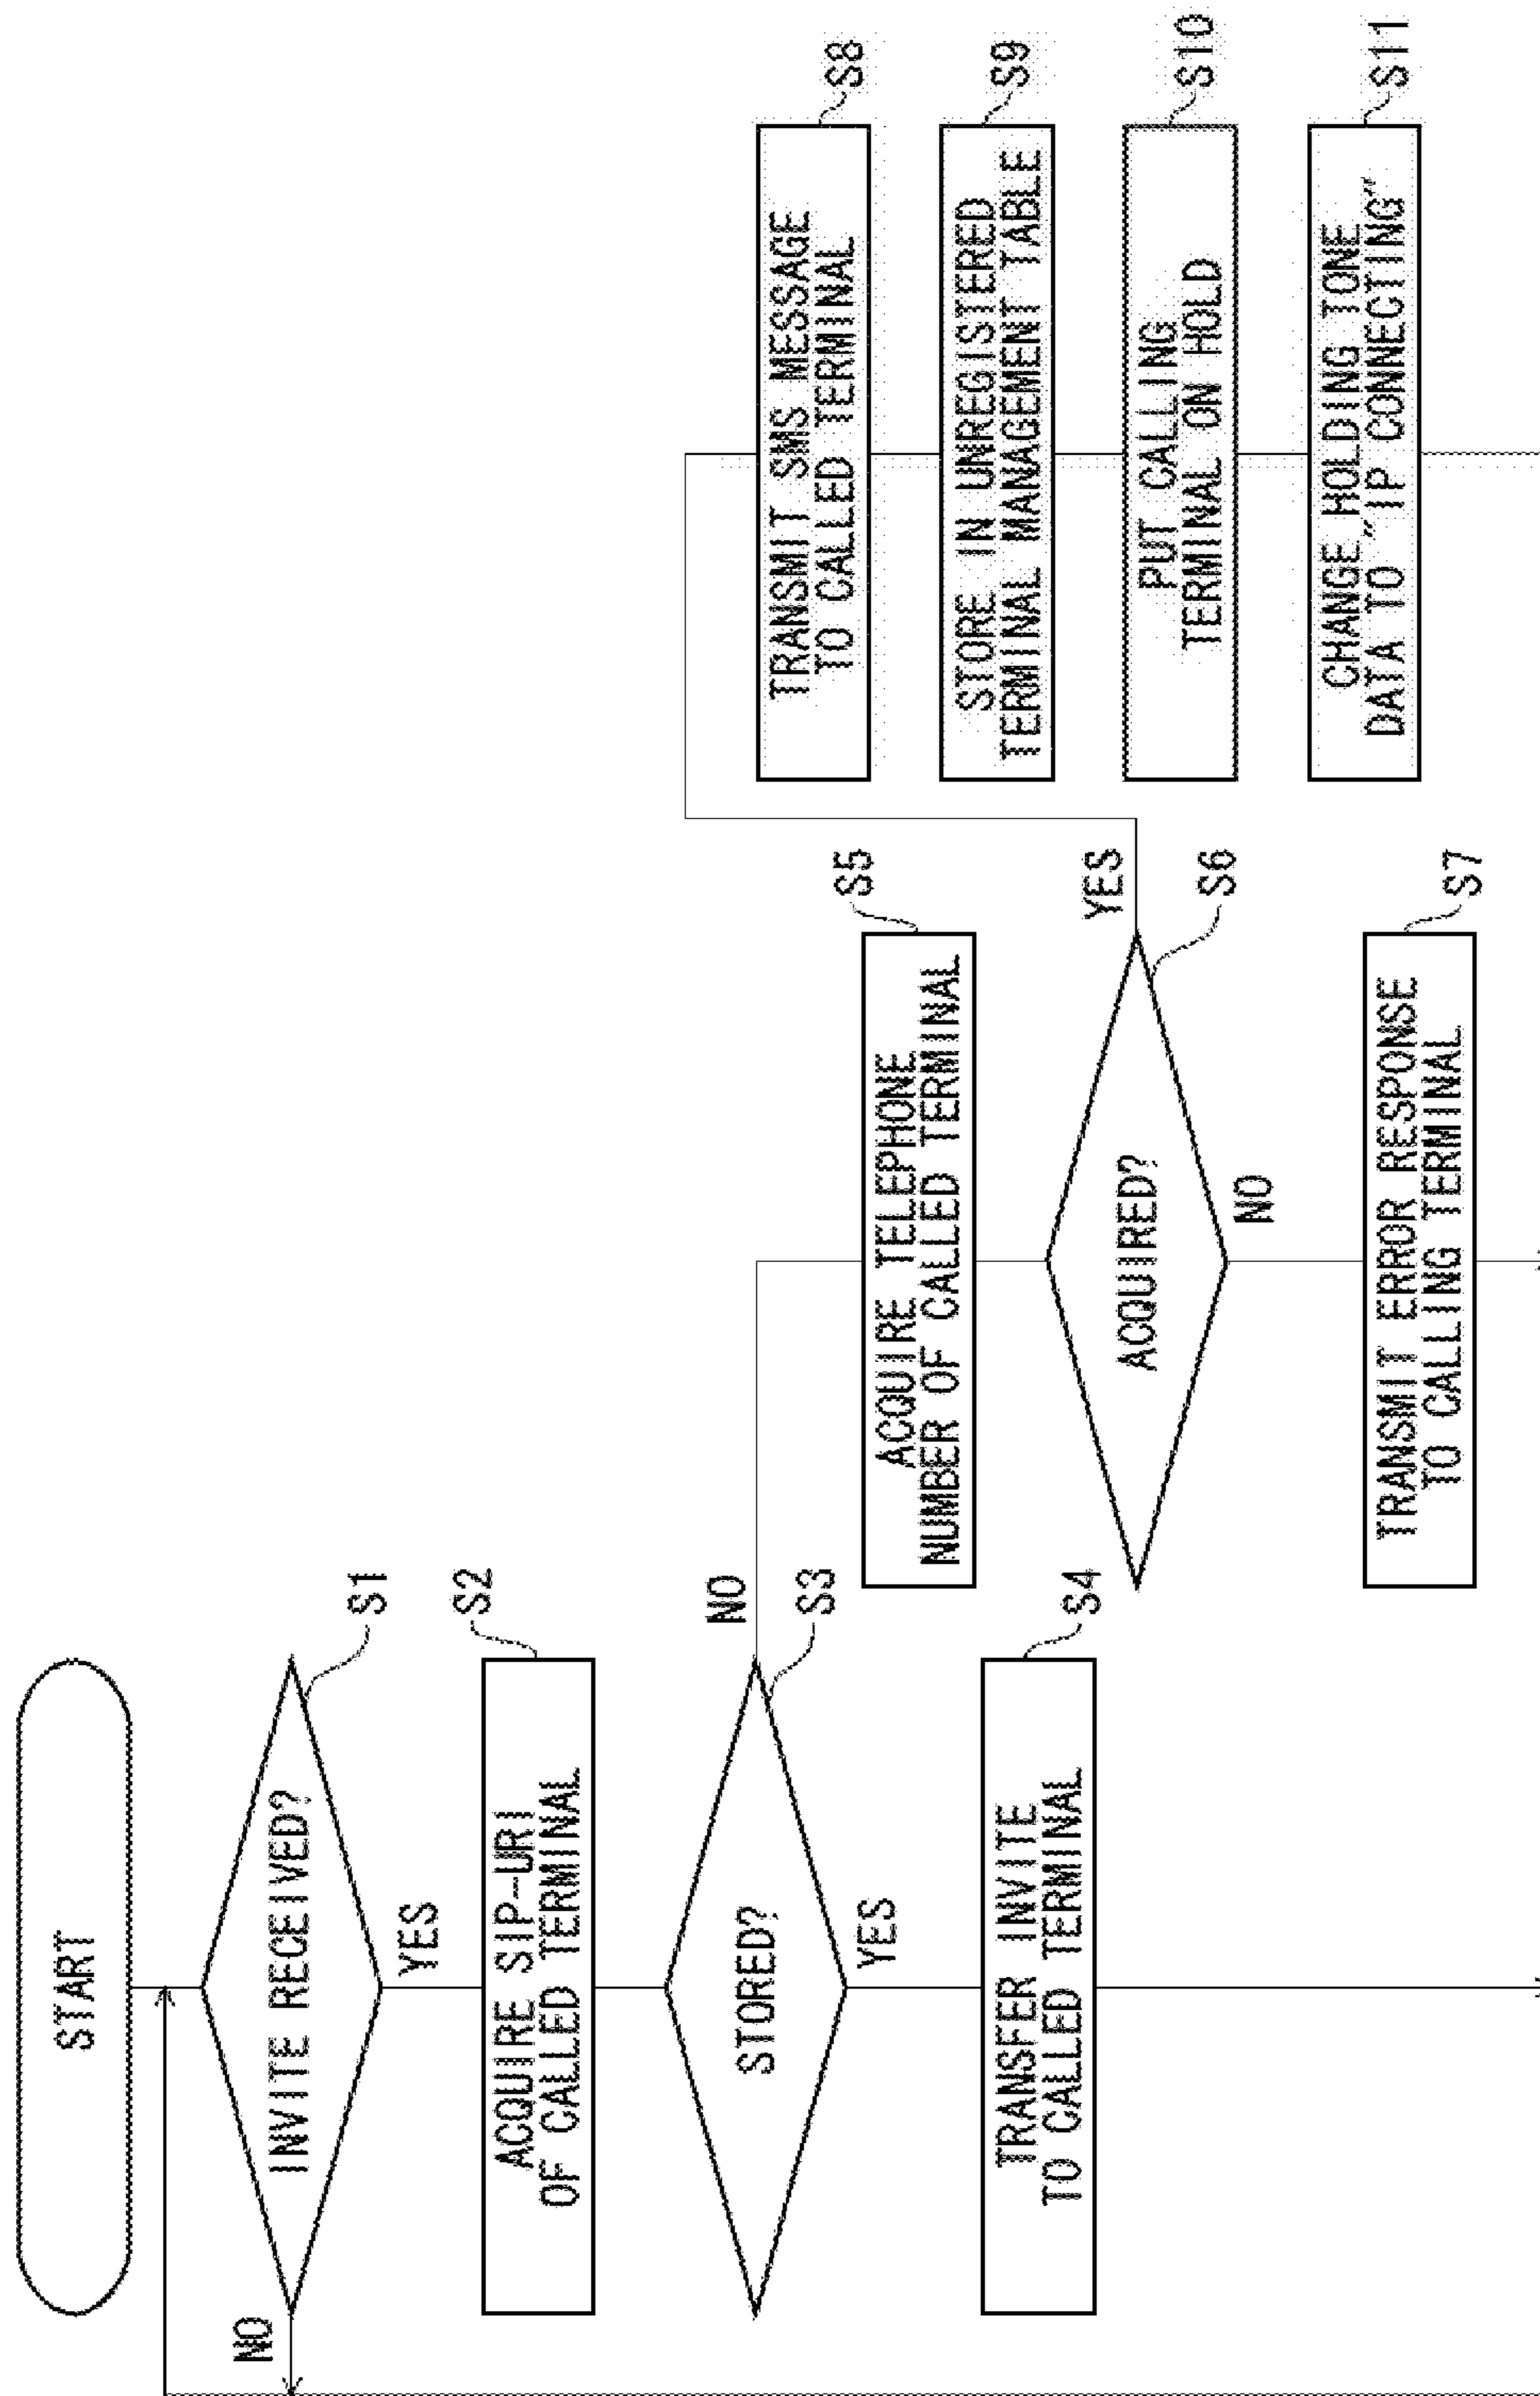 START
INVITE RECEIVED?
S1
NO
YES
ACQUIRE SIP-URI
OF CALLED TERMINAL
S2
STORED?
S3
NO
YES
TRANSFER INVITE
TO CALLED TERMINAL
S4
ACQUIRE TELEPHONE
NUMBER OF CALLED TERMINAL
S5
ACQUIRED?
YES
S6
NO
TRANSMIT ERROR RESPONSE
TO CALLING TERMINAL
S7
TRANSMIT SMS MESSAGE
TO CALLED TERMINAL
S8
STORE IN UNREGISTERED
TERMINAL MANAGEMENT TABLE
S9
PUT CALLING
TERMINAL ON HOLD
S10
CHANGE HOLDING TONE
DATA TO "IP CONNECTING"
S11